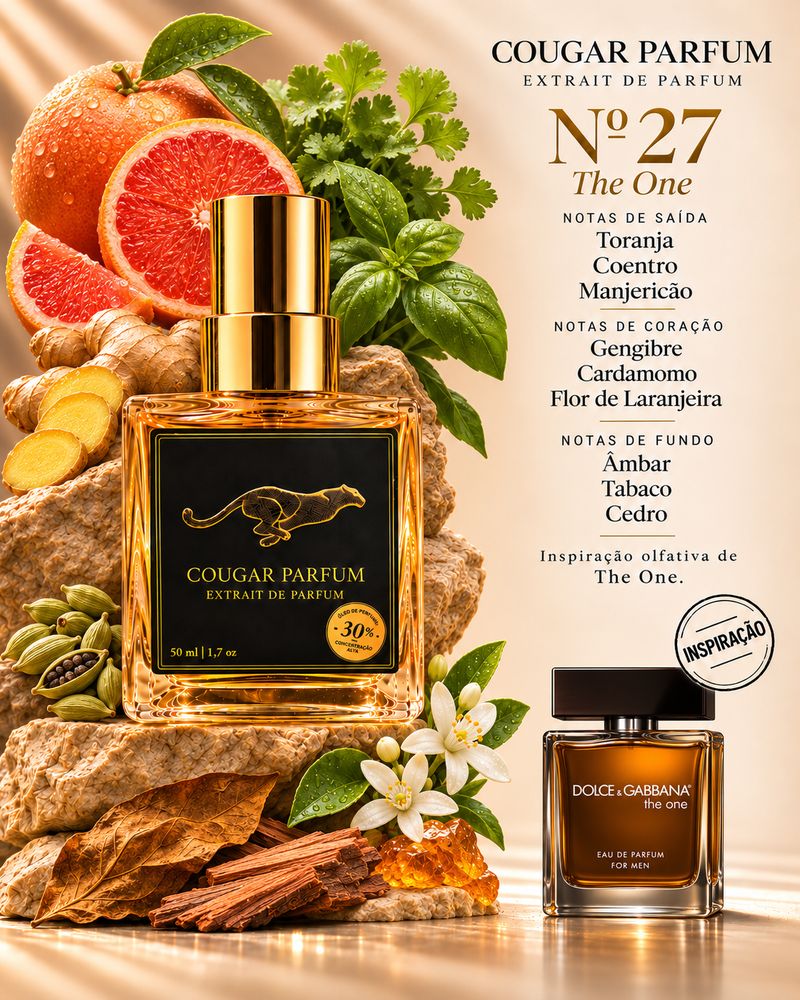 COUGAR PARFUM
EXTRAIT DE PARFUM
Nº 27
The One
NOTAS DE SAÍDA
Toranja
Coentro
Manjericão
NOTAS DE CORAÇÃO
Gengibre
Cardamomo
Flor de Laranjeira
NOTAS DE FUNDO
Âmbar
Tabaco
Cedro
Inspiração olfativa de
The One.
INSPIRAÇÃO
COUGAR PARFUM
EXTRAIT DE PARFUM
50 ml | 1,7 oz
ÓLEO DE PERFUME
30%
CONCENTRAÇÃO
ALTA
DOLCE & GABBANA
the one
EAU DE PARFUM
FOR MEN